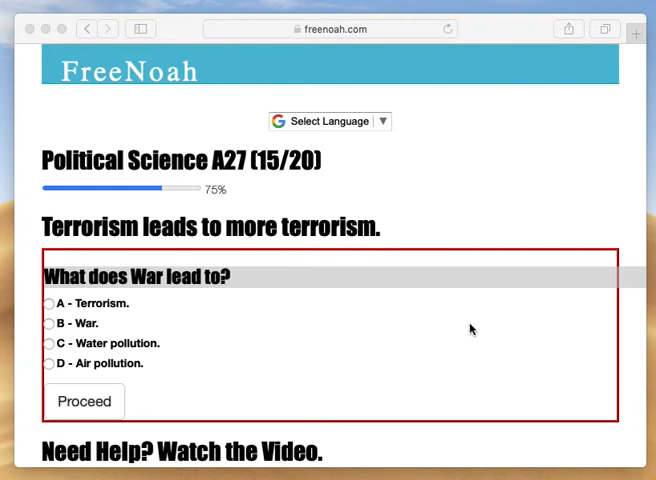 freenoah.com
FreeNoah
Select Language
Political Science A27 (15/20)
75%
Terrorism leads to more terrorism.
What does War lead to?
A - Terrorism.
B - War.
C - Water pollution.
D - Air pollution.
Proceed
Need Help? Watch the Video.